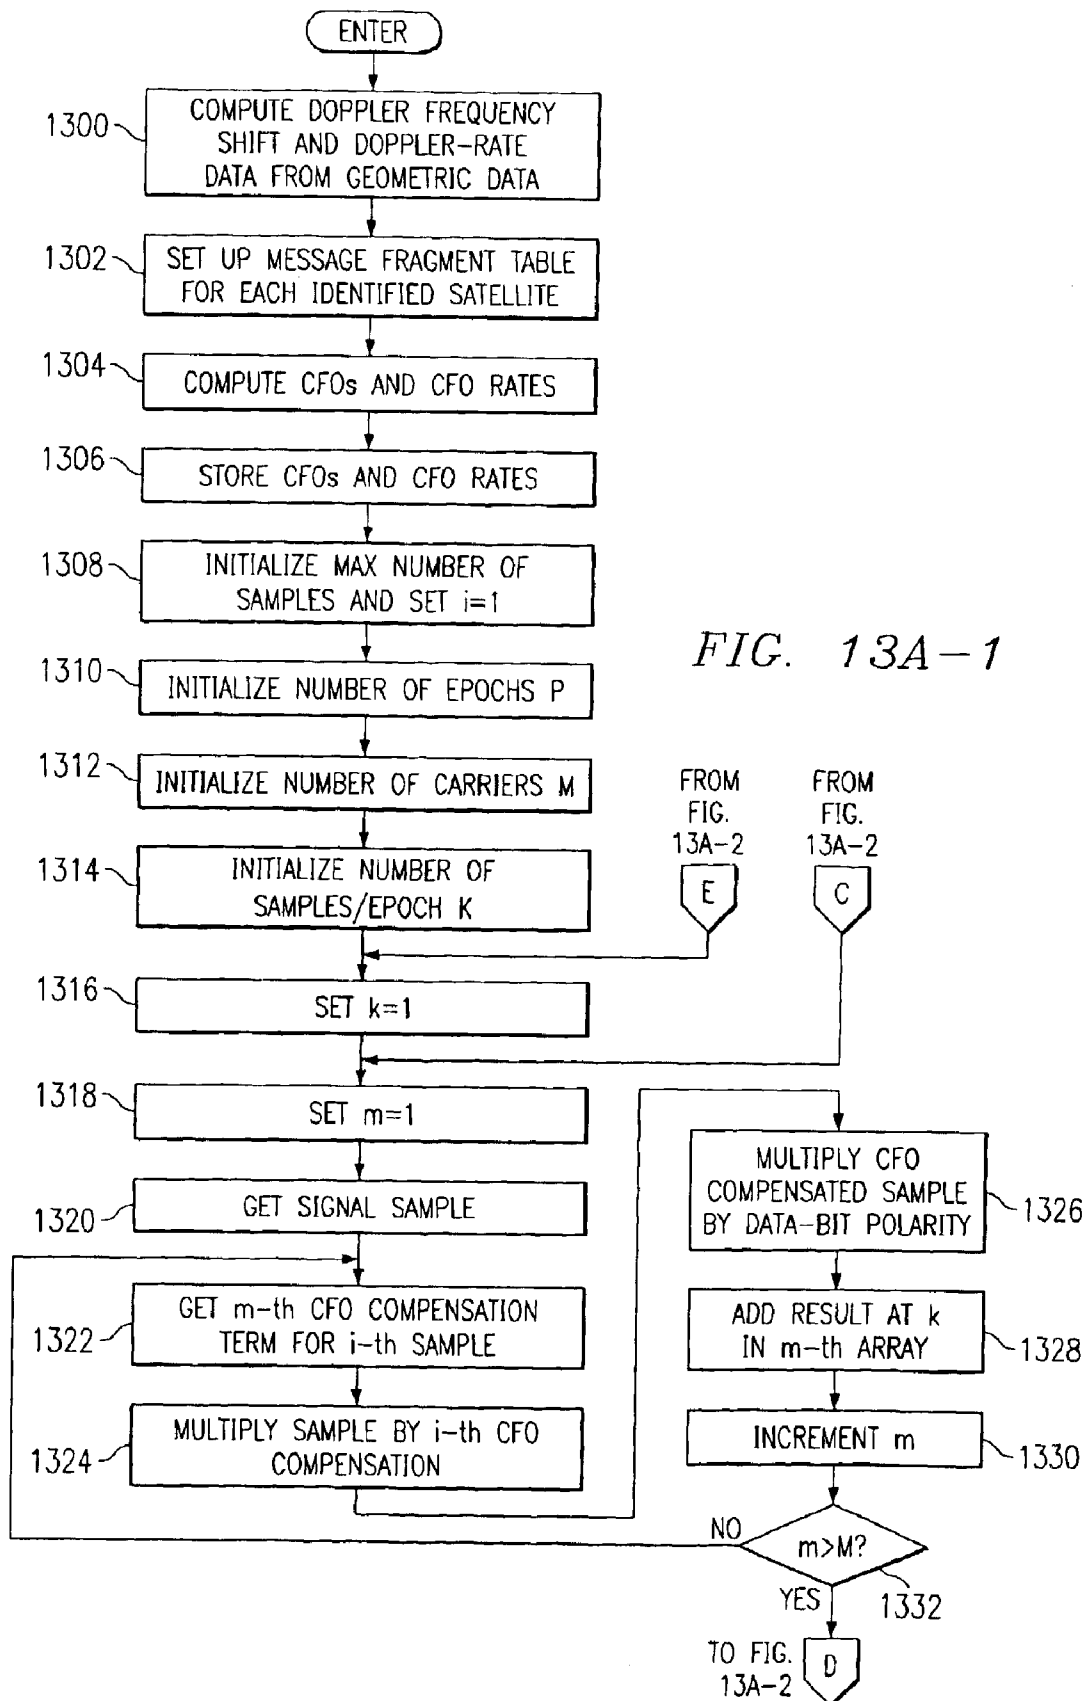 ENTER
1300
COMPUTE DOPPLER FREQUENCY
SHIFT AND DOPPLER-RATE
DATA FROM GEOMETRIC DATA
1302
SET UP MESSAGE FRAGMENT TABLE
FOR EACH IDENTIFIED SATELLITE
1304
COMPUTE CFOs AND CFO RATES
1306
STORE CFOs AND CFO RATES
1308
INITIALIZE MAX NUMBER OF
SAMPLES AND SET i=1
FIG. 13A-1
1310
INITIALIZE NUMBER OF EPOCHS P
1312
INITIALIZE NUMBER OF CARRIERS M
1314
INITIALIZE NUMBER OF
SAMPLES/EPOCH K
FROM
FIG.
13A-2
E
FROM
FIG.
13A-2
C
1316
SET k=1
1318
SET m=1
1320
GET SIGNAL SAMPLE
1322
GET m-th CFO COMPENSATION
TERM FOR i-th SAMPLE
1324
MULTIPLY SAMPLE BY i-th CFO
COMPENSATION
MULTIPLY CFO
COMPENSATED SAMPLE
BY DATA-BIT POLARITY
1326
ADD RESULT AT k
IN m-th ARRAY
1328
INCREMENT m
1330
NO
m>M?
1332
YES
TO FIG.
13A-2
D